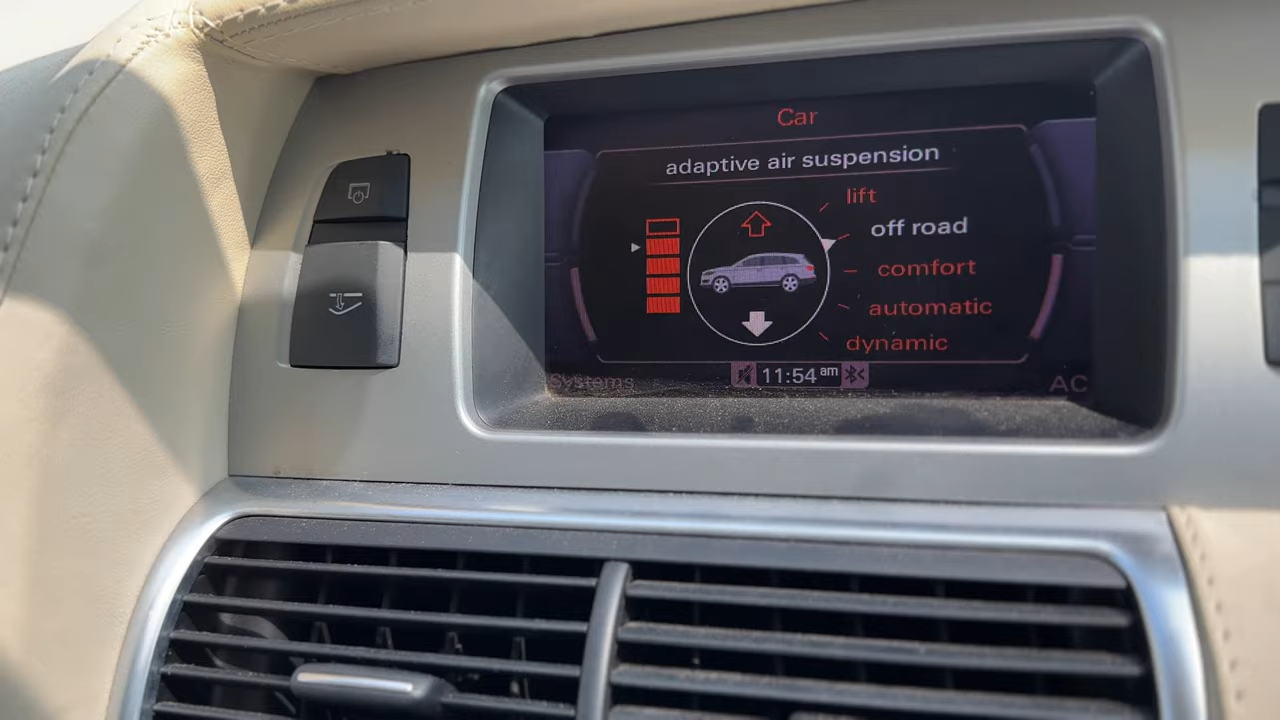 Car
adaptive air suspension
lift
off road
comfort
automatic
dynamic
Systems
11:54 am
AC